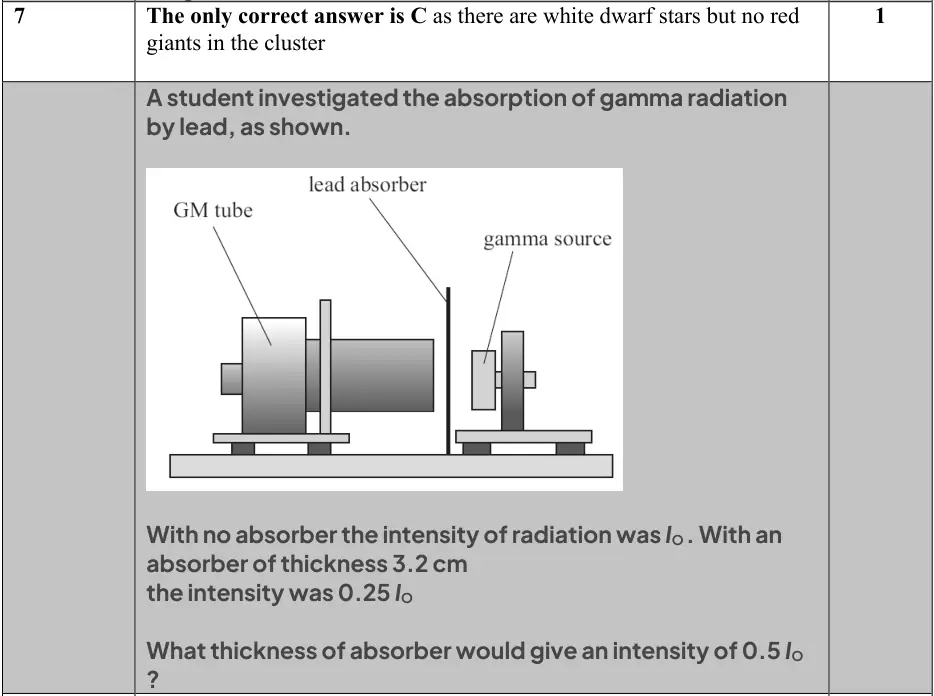 7
The only correct answer is C as there are white dwarf stars but no red
giants in the cluster
1
A student investigated the absorption of gamma radiation
by lead, as shown.
lead absorber
GM tube
gamma source
With no absorber the intensity of radiation was IO . With an
absorber of thickness 3.2 cm
the intensity was 0.25 IO
What thickness of absorber would give an intensity of 0.5 IO
?